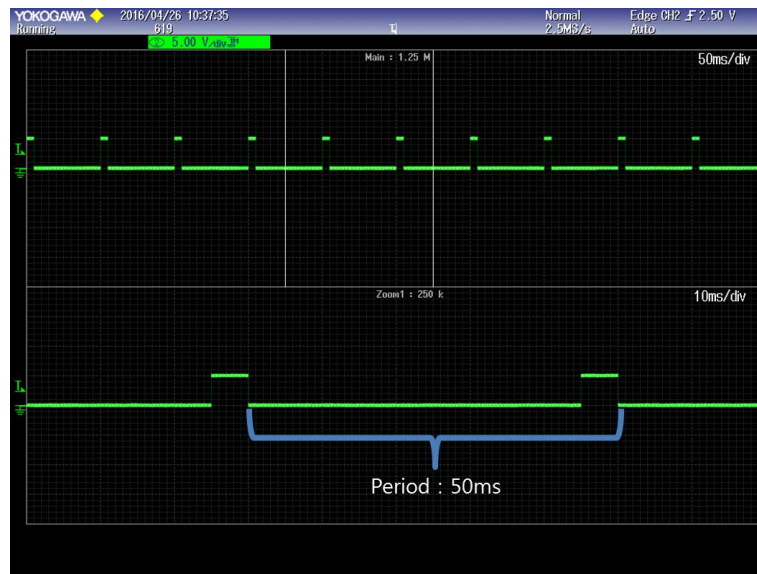 YOKOGAWA 2016/04/26 10:37:35 Normal Edge CH2 2.50 V
Running 619 2.5MS/s Auto
2 5.00 V/div
Main : 1.25 M 50ms/div
Zoom1 : 250 k 10ms/div
Period : 50ms